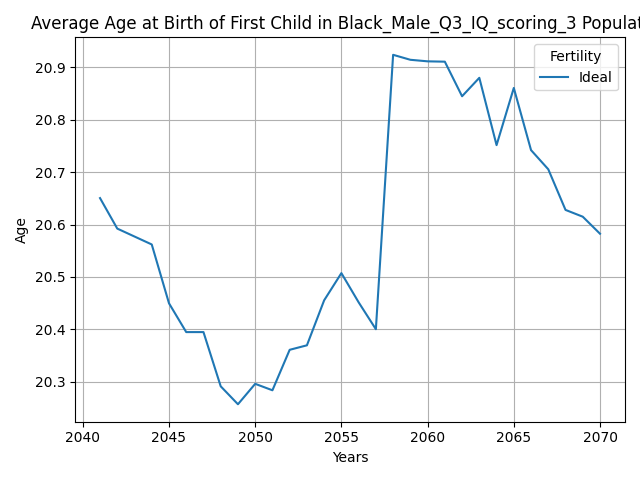 Average Age at Birth of First Child in Black_Male_Q3_IQ_scoring_3 Populat
Fertility
Ideal
20.9
20.8
20.7
20.6
20.5
20.4
20.3
Age
2040 2045 2050 2055 2060 2065 2070
Years